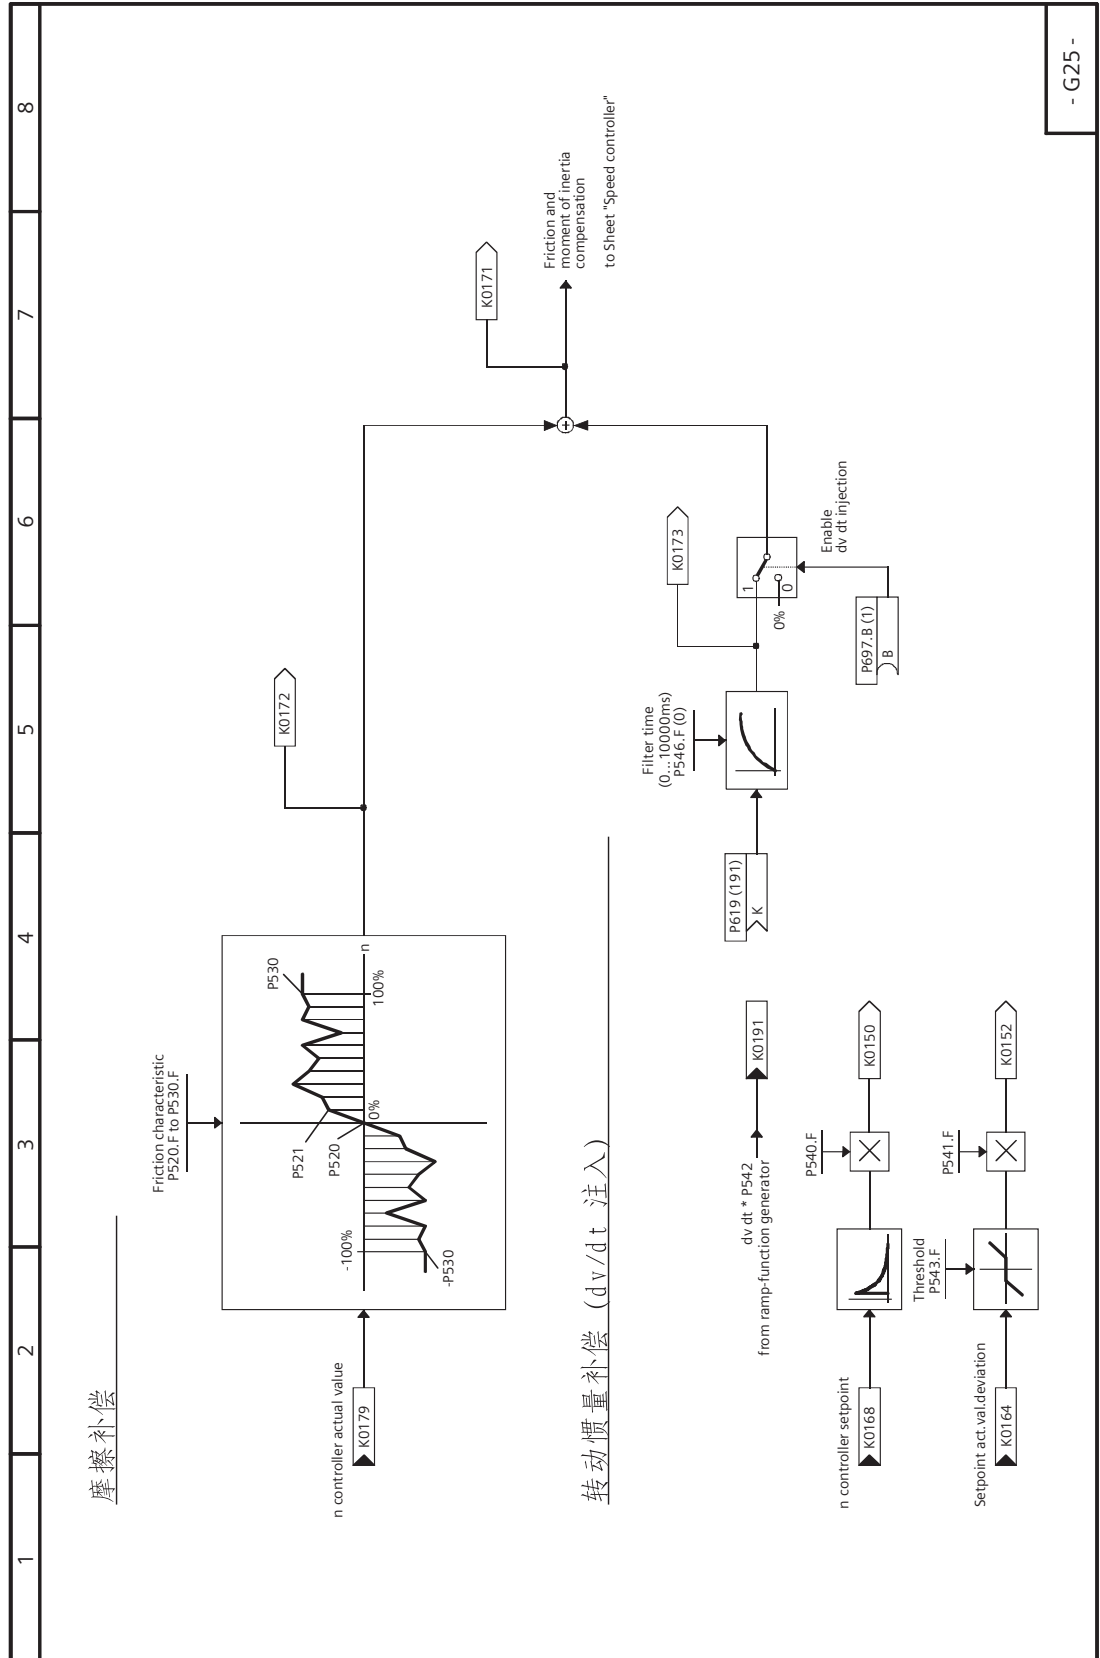 1 2 3 4 5 6 7 8
摩擦补偿
Friction characteristic
P520.F to P530.F
P530
P521
P520
-100%
0%
100%
n
-P530
n controller actual value
K0179
K0172
K0171
Friction and
moment of inertia
compensation
to Sheet "Speed controller"
+
转动惯量补偿 (dv/dt 注入)
Filter time
(0...10000ms)
P546.F (0)
K0173
P619 (191)
K
1
0
0%
Enable
dv dt injection
P697.B (1)
B
dv dt * P542
from ramp-function generator
K0191
n controller setpoint
K0168
P540.F
K0150
Threshold
P543.F
Setpoint act.val.deviation
K0164
P541.F
K0152
- G25 -